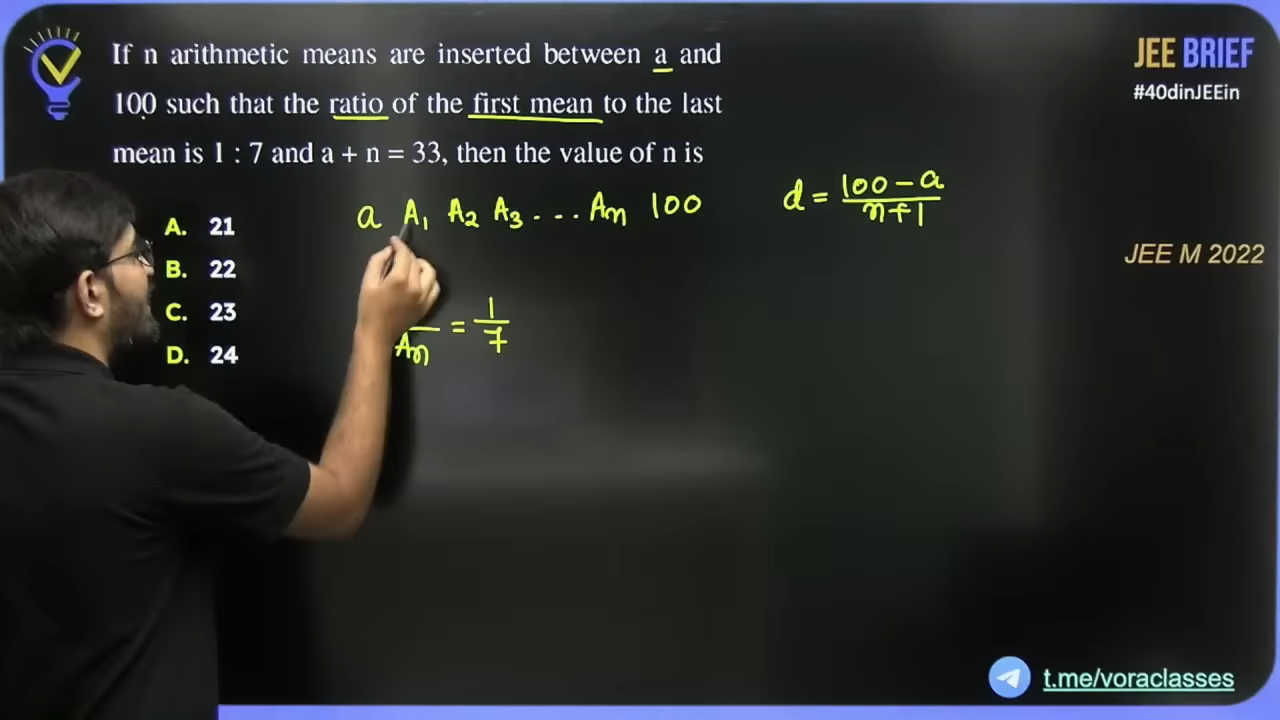 If n arithmetic means are inserted between a and
100 such that the ratio of the first mean to the last
mean is 1 : 7 and a + n = 33, then the value of n is
JEE BRIEF
#40dinJEEin
a A₁ A₂ A₃ ... Aₙ 100
d = (100 - a)/(n + 1)
A. 21
B. 22
C. 23
D. 24
JEE M 2022
/Aₙ = 1/7
t.me/voraclasses